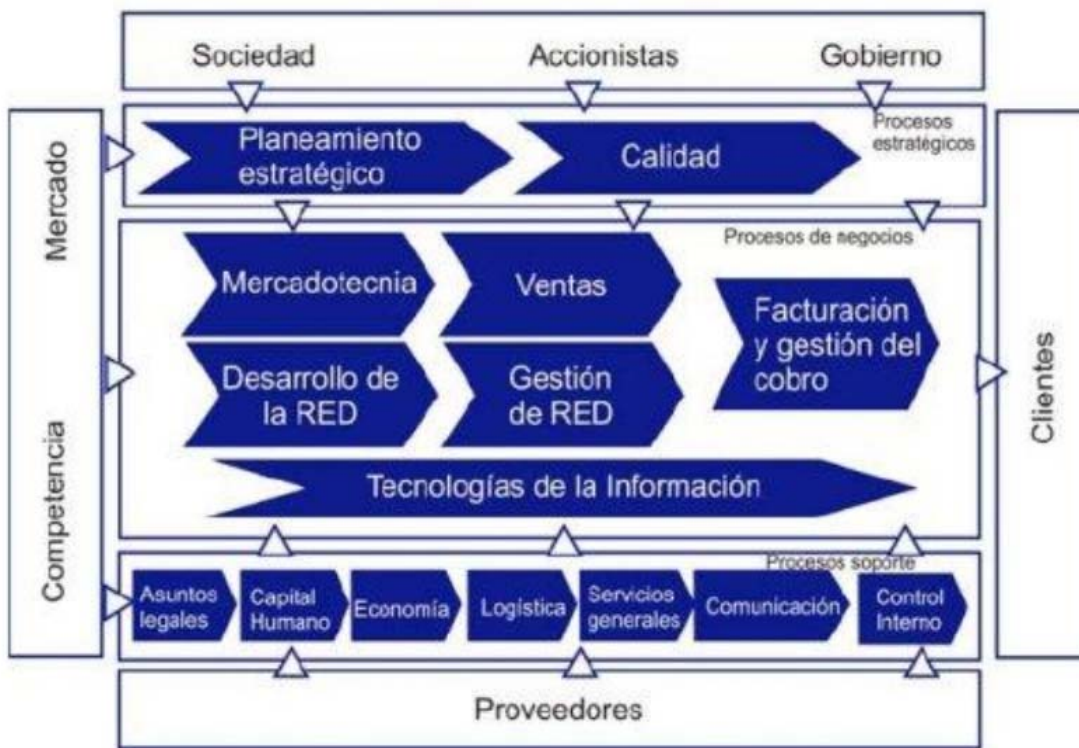 Sociedad
Accionistas
Gobierno
Mercado
Competencia
Planeamiento
estratégico
Calidad
Procesos
estratégicos
Procesos de negocios
Mercadotecnia
Ventas
Facturación
y gestión del
cobro
Desarrollo de
la RED
Gestión
de RED
Tecnologías de la Información
Clientes
Procesos soporte
Asuntos
legales
Capital
Humano
Economía
Logística
Servicios
generales
Comunicación
Control
Interno
Proveedores